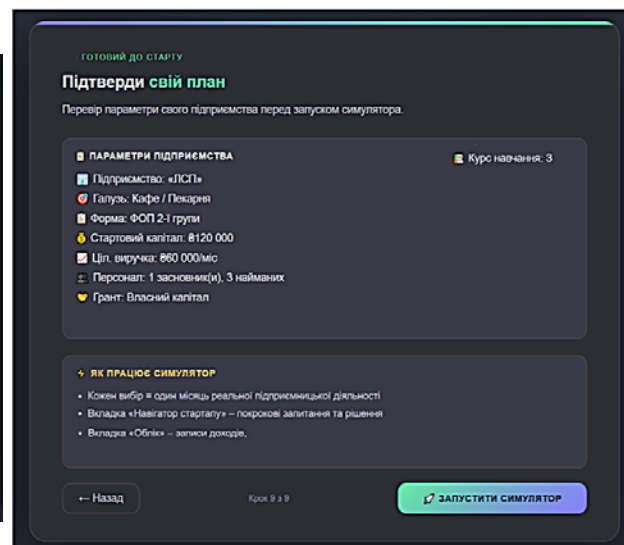 ГОТОВИЙ ДО СТАРТУ
Підтверди свій план
Перевір параметри свого підприємства перед запуском симулятора.
ПАРАМЕТРИ ПІДПРИЄМСТВА
Курс навчання: 3
Підприємство: «ЛСП»
Галузь: Кафе / Пекарня
Форма: ФОП 2-ї групи
Стартовий капітал: ₴120 000
Ціл. виручка: ₴60 000/міс
Персонал: 1 засновник(и), 3 найманих
Грант: Власний капітал
⚡ ЯК ПРАЦЮЄ СИМУЛЯТОР
• Кожен вибір = один місяць реальної підприємницької діяльності
• Вкладка «Навігатор стартапу» – покрокові запитання та рішення
• Вкладка «Облік» – записи доходів,
← Назад
Крок 9 з 9
🚀 ЗАПУСТИТИ СИМУЛЯТОР